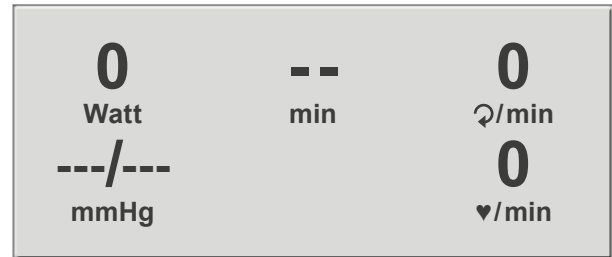 0 -- 0
Watt min ⟳/min
---/--- 0
mmHg ♥/min